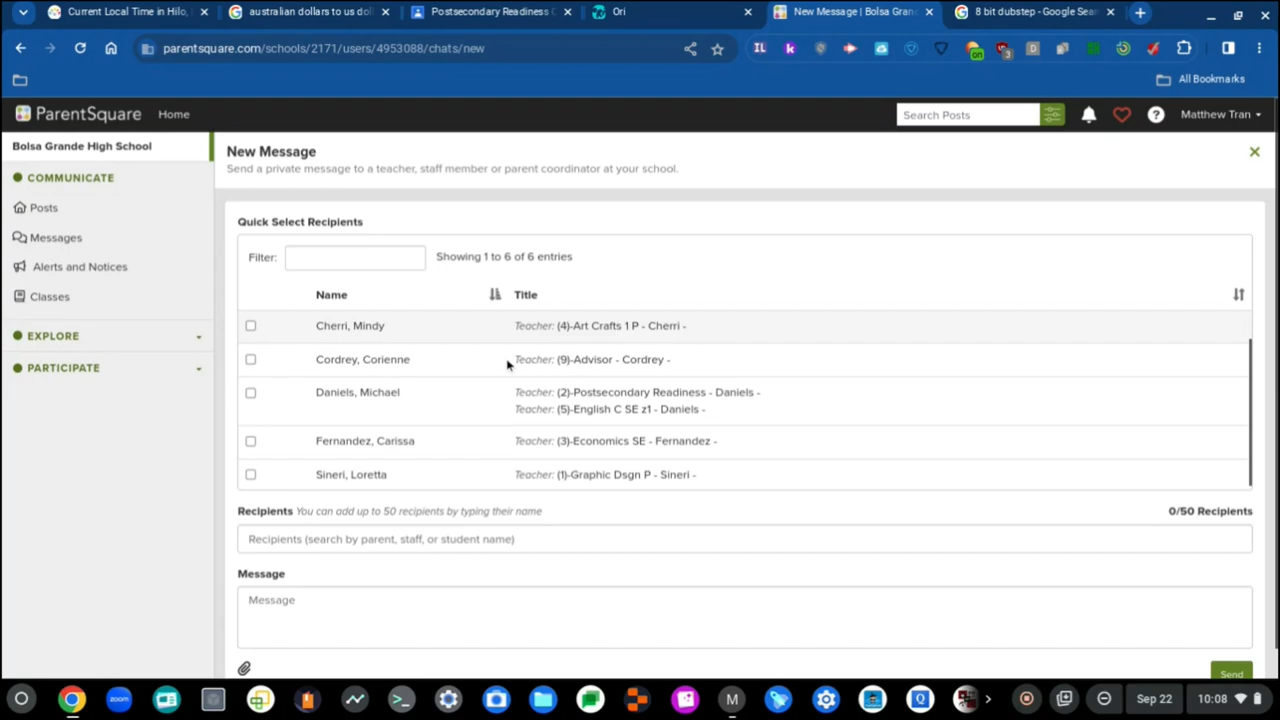 Current Local Time in Hilo,
australian dollars to us dol
Postsecondary Readiness C
Ori
New Message | Bolsa Gran
8 bit dubstep - Google Sea
parentsquare.com/schools/2171/users/4953088/chats/new
IL
k
on
3
D
All Bookmarks
ParentSquare
Home
Search Posts
Matthew Tran
Bolsa Grande High School
COMMUNICATE
Posts
Messages
Alerts and Notices
Classes
EXPLORE
PARTICIPATE
New Message
Send a private message to a teacher, staff member or parent coordinator at your school.
Quick Select Recipients
Filter:
Showing 1 to 6 of 6 entries
Name Title
Cherri, Mindy Teacher: (4)-Art Crafts 1 P - Cherri -
Cordrey, Corienne Teacher: (9)-Advisor - Cordrey -
Daniels, Michael Teacher: (2)-Postsecondary Readiness - Daniels -
Teacher: (5)-English C SE z1 - Daniels -
Fernandez, Carissa Teacher: (3)-Economics SE - Fernandez -
Sineri, Loretta Teacher: (1)-Graphic Dsgn P - Sineri -
Recipients You can add up to 50 recipients by typing their name 0/50 Recipients
Recipients (search by parent, staff, or student name)
Message
Message
Send
zoom
M
Q
Sep 22
10:08